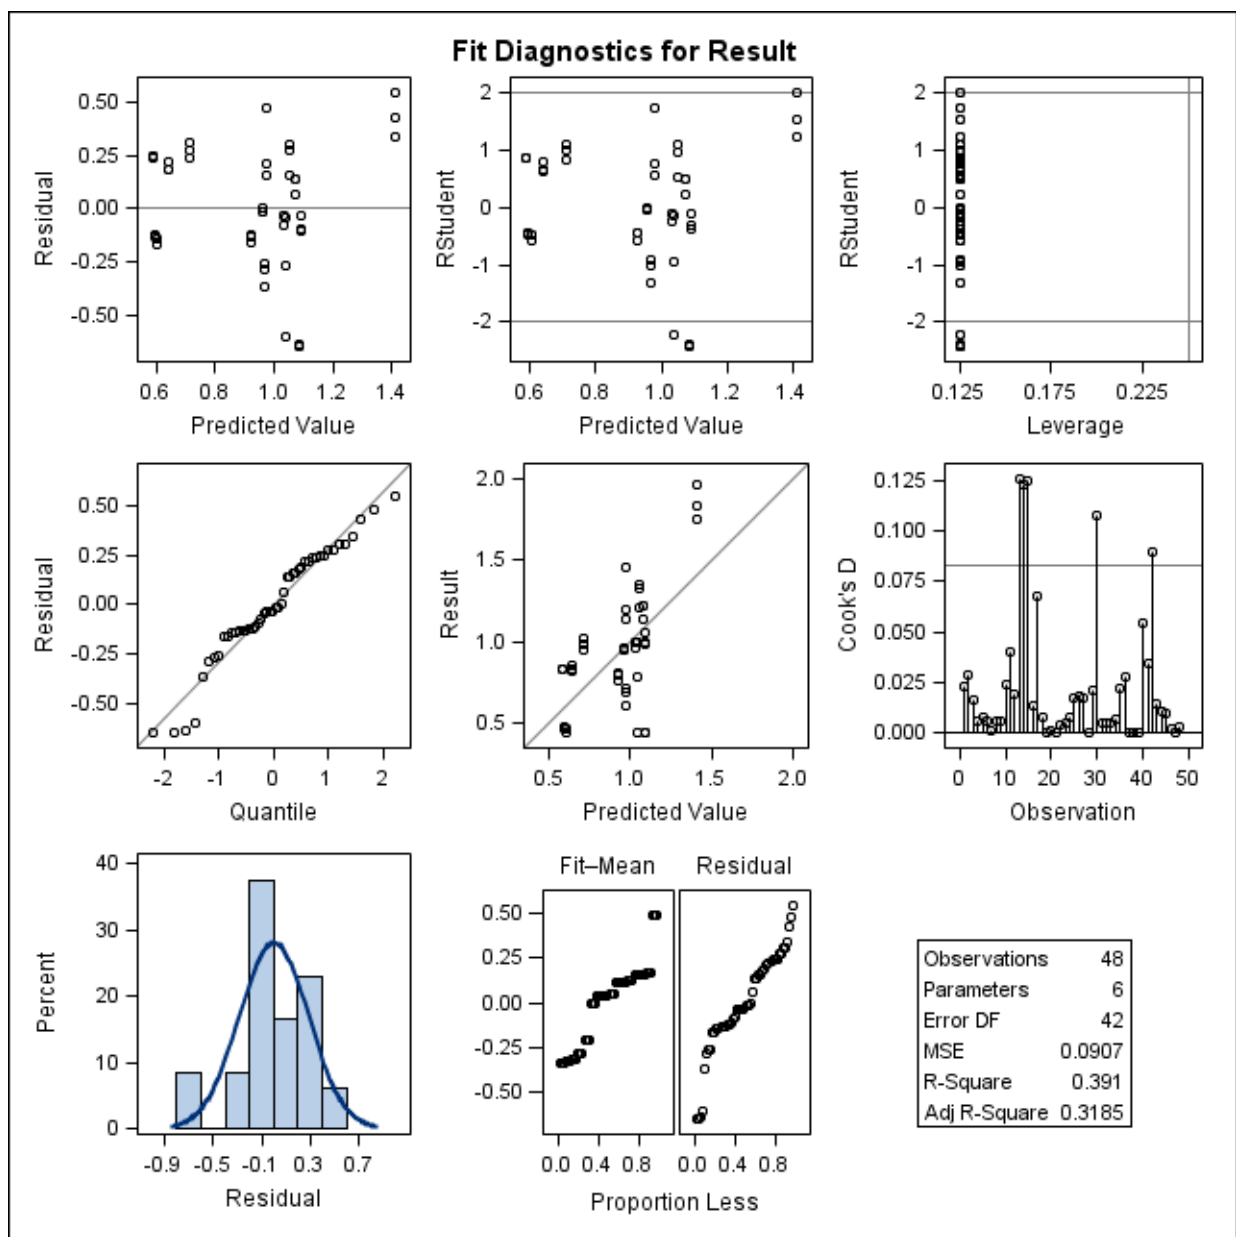 Fit Diagnostics for Result
Residual
0.50
0.25
0.00
-0.25
-0.50
0.6 0.8 1.0 1.2 1.4
Predicted Value
RStudent
2
1
0
-1
-2
0.6 0.8 1.0 1.2 1.4
Predicted Value
RStudent
2
1
0
-1
-2
0.125 0.175 0.225
Leverage
Residual
0.50
0.25
0.00
-0.25
-0.50
-2 -1 0 1 2
Quantile
Result
2.0
1.5
1.0
0.5
0.5 1.0 1.5 2.0
Predicted Value
Cook's D
0.125
0.100
0.075
0.050
0.025
0.000
0 10 20 30 40 50
Observation
Percent
40
30
20
10
0
-0.9 -0.5 -0.1 0.3 0.7
Residual
Fit–Mean Residual
0.50
0.25
0.00
-0.25
-0.50
0.0 0.4 0.8 0.0 0.4 0.8
Proportion Less
Observations 48
Parameters 6
Error DF 42
MSE 0.0907
R-Square 0.391
Adj R-Square 0.3185